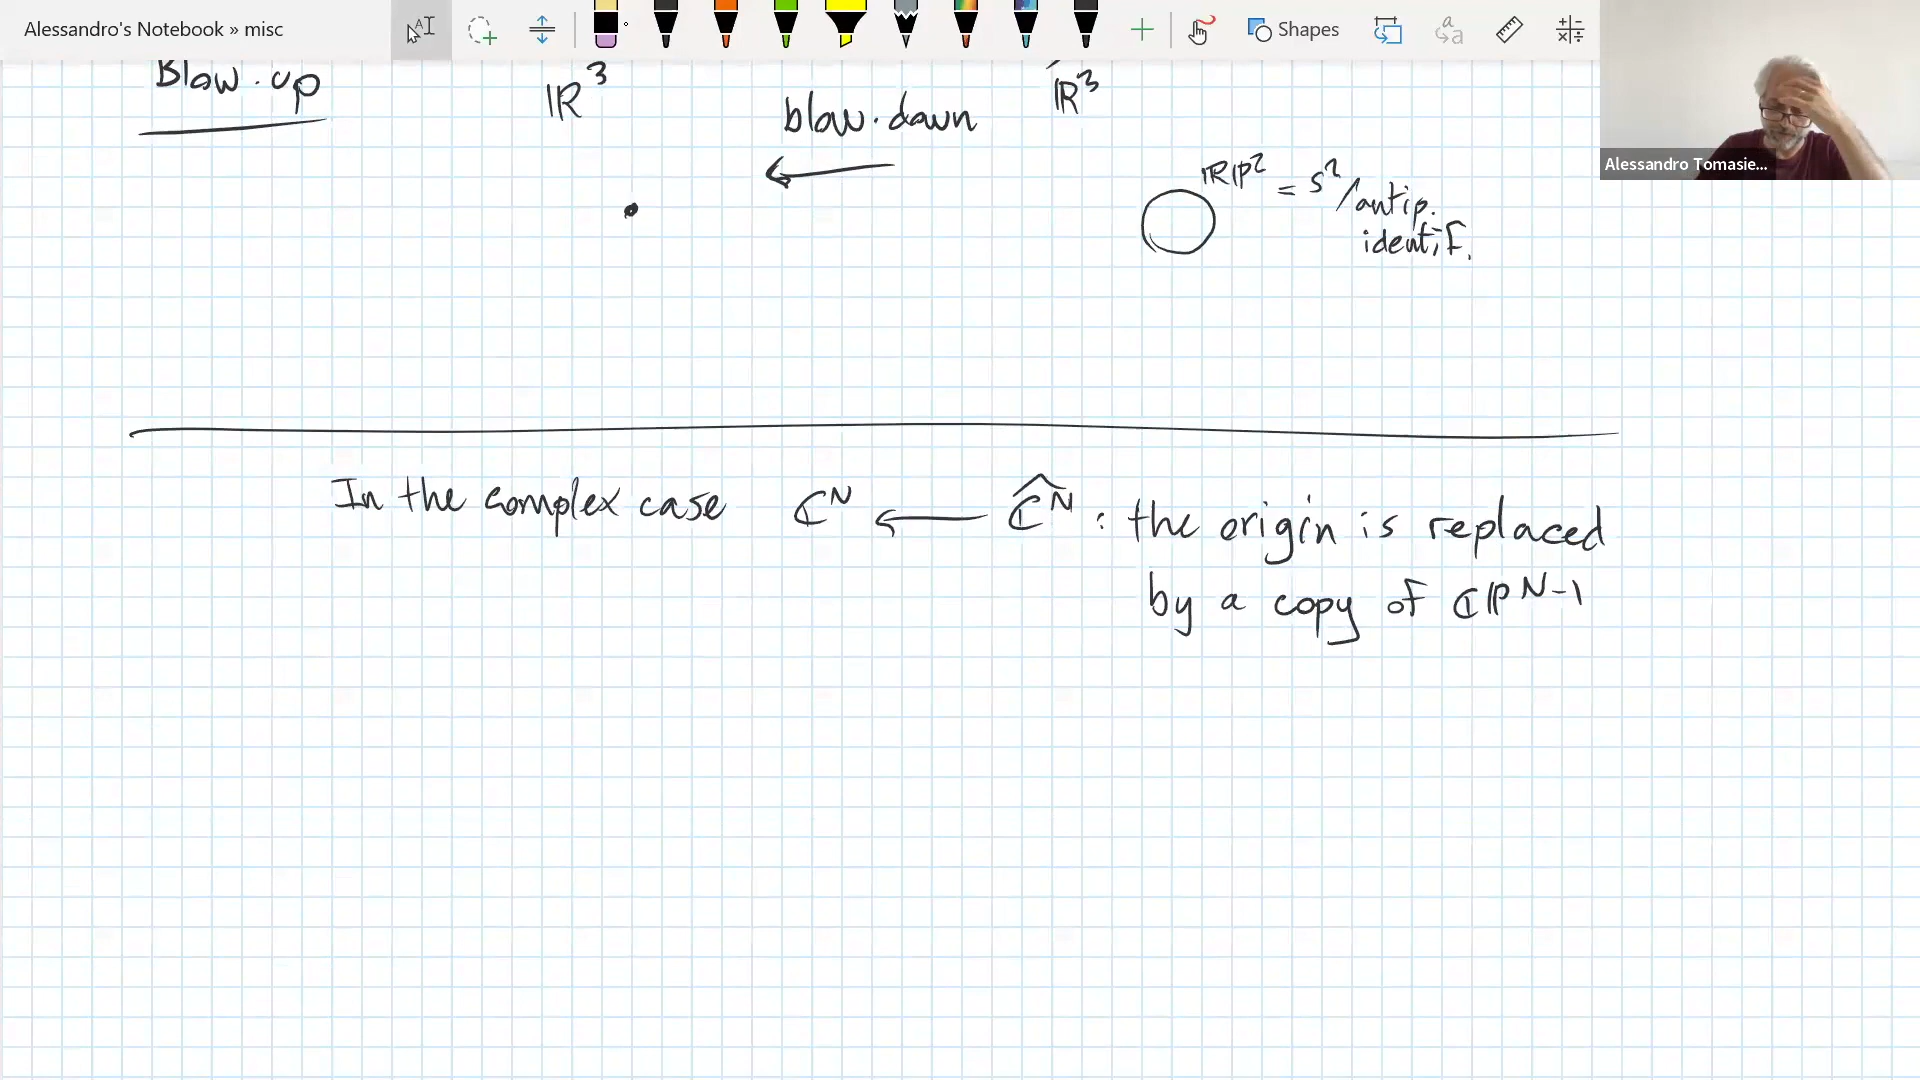 Alessandro's Notebook » misc
Shapes
Alessandro Tomasie...
Blow-up
ℝ³
blow-down
ℝ³
ℝℙ² = S²/antip.
identif.
In the complex case ℂᴺ ← ℂ̂ᴺ : the origin is replaced
by a copy of ℂℙᴺ⁻¹